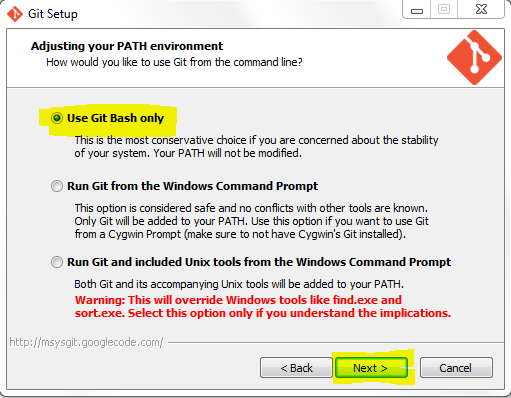 Git Setup
Adjusting your PATH environment
How would you like to use Git from the command line?
Use Git Bash only
This is the most conservative choice if you are concerned about the stability
of your system. Your PATH will not be modified.
Run Git from the Windows Command Prompt
This option is considered safe and no conflicts with other tools are known.
Only Git will be added to your PATH. Use this option if you want to use Git
from a Cygwin Prompt (make sure to not have Cygwin's Git installed).
Run Git and included Unix tools from the Windows Command Prompt
Both Git and its accompanying Unix tools will be added to your PATH.
Warning: This will override Windows tools like find.exe and
sort.exe. Select this option only if you understand the implications.
http://msysgit.googlecode.com/
< Back
Next >
Cancel